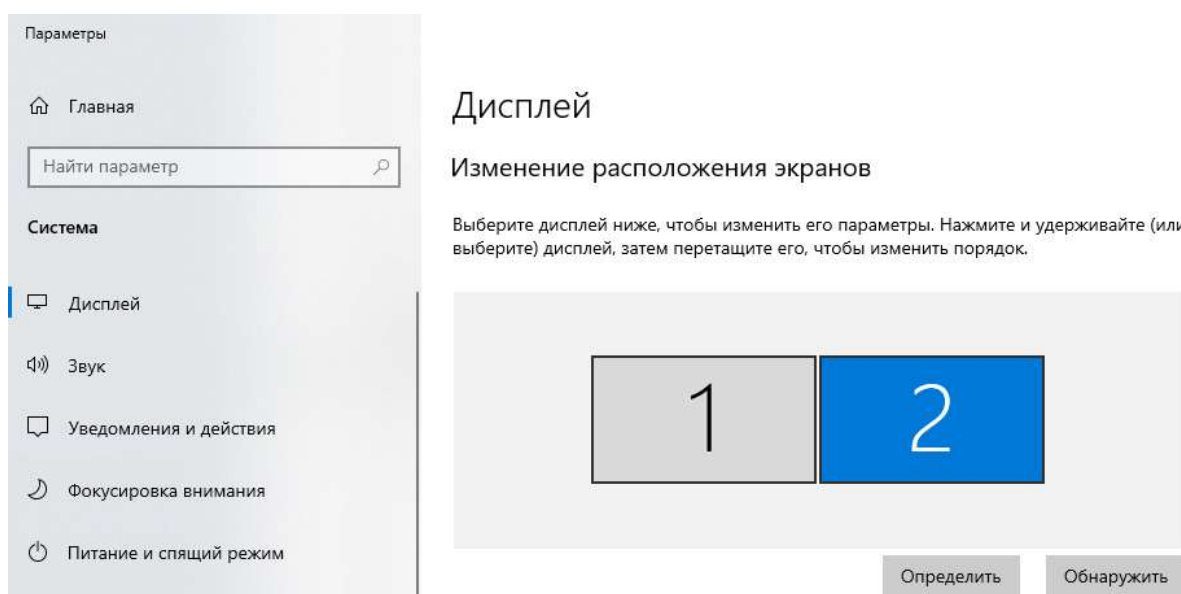 Параметры
Главная
Найти параметр
Система
Дисплей
Звук
Уведомления и действия
Фокусировка внимания
Питание и спящий режим
Дисплей
Изменение расположения экранов
Выберите дисплей ниже, чтобы изменить его параметры. Нажмите и удерживайте (или
выберите) дисплей, затем перетащите его, чтобы изменить порядок.
1 2
Определить Обнаружить